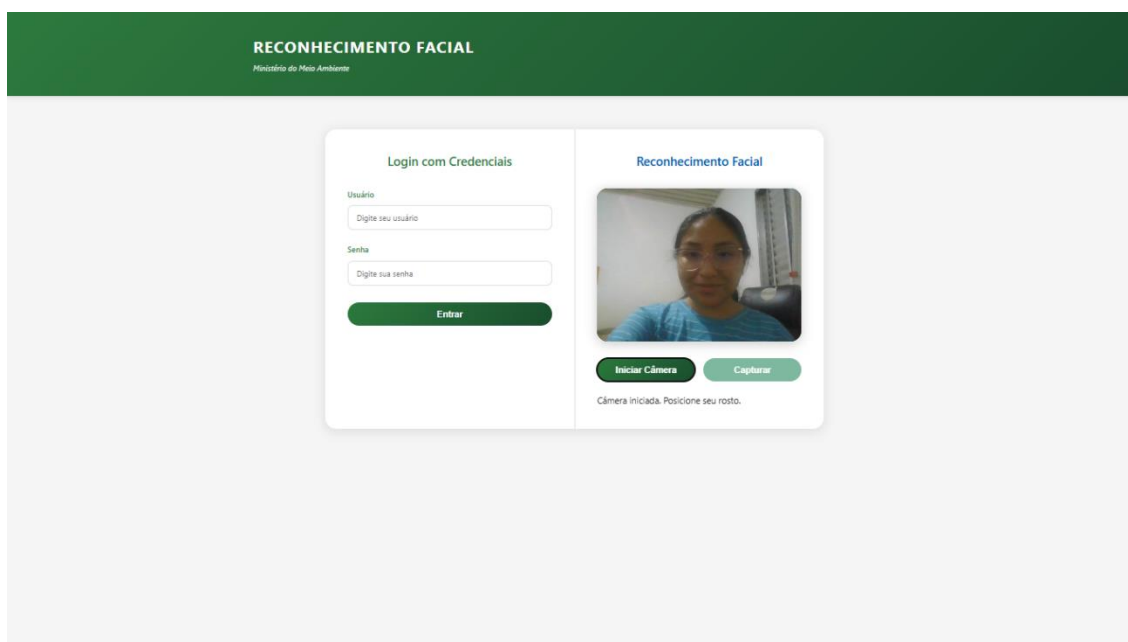 RECONHECIMENTO FACIAL
Ministério do Meio Ambiente
Login com Credenciais
Usuário
Digite seu usuário
Senha
Digite sua senha
Entrar
Reconhecimento Facial
Iniciar Câmera
Capturar
Câmera iniciada. Posicione seu rosto.